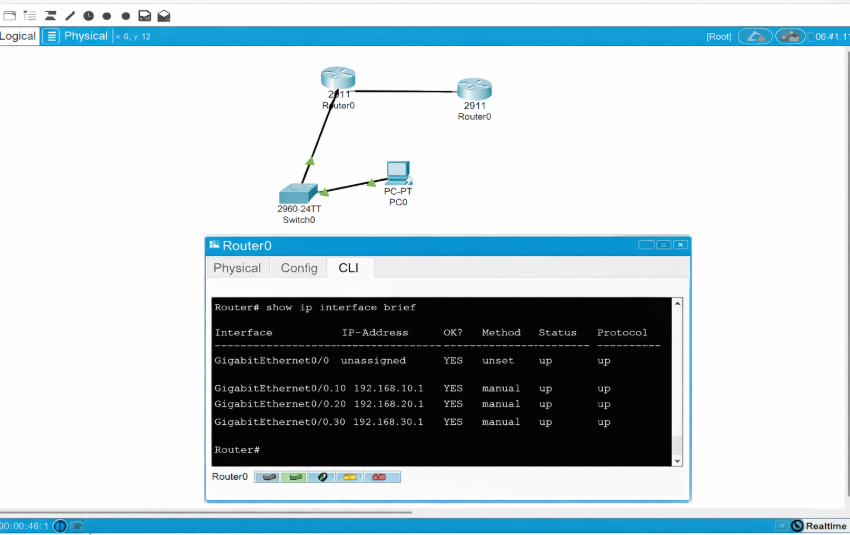 Logical Physical x 6, y 12 [Root] 06:41.1
2911
Router0
2911
Router0
PC-PT
PC0
2960-24TT
Switch0
Router0
Physical Config CLI
Router# show ip interface brief
Interface IP-Address OK? Method Status Protocol
GigabitEthernet0/0 unassigned YES unset up up
GigabitEthernet0/0.10 192.168.10.1 YES manual up up
GigabitEthernet0/0.20 192.168.20.1 YES manual up up
GigabitEthernet0/0.30 192.168.30.1 YES manual up up
Router#
Router0
00:00:46:1 Realtime